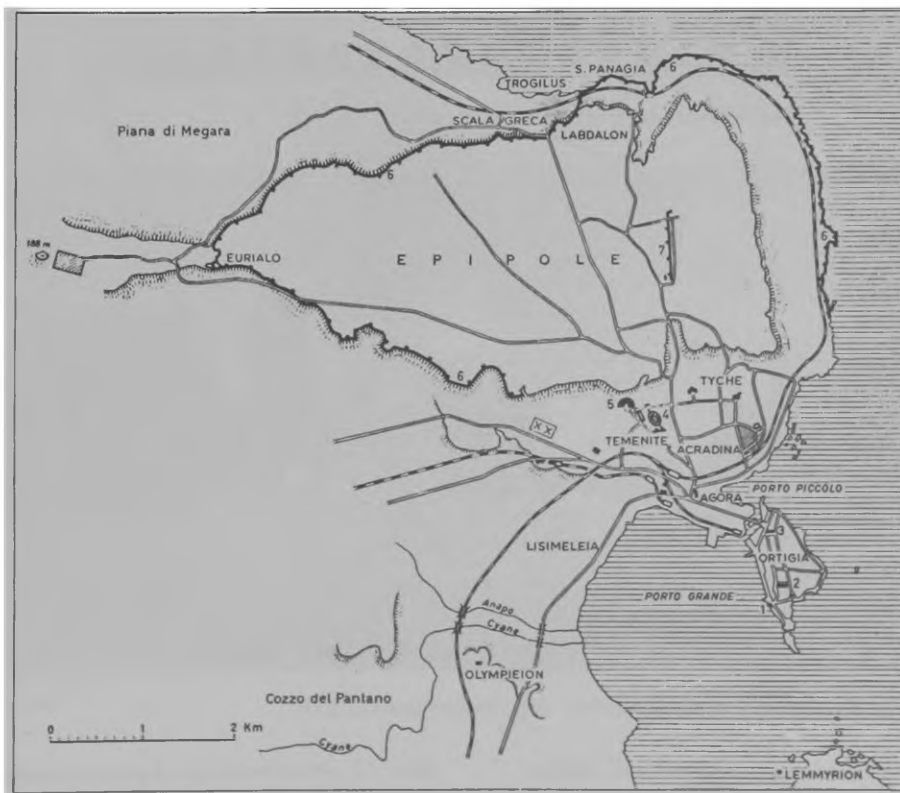 S. PANAGIA
6
TROGILUS
SCALA GRECA
LABDALON
Piana di Megara
6
6
188 m
EURIALO
EPIPOLE
7
6
TYCHE
5
4
XX
TEMENITE
ACRADINA
PORTO PICCOLO
AGORA
3
LISIMELEIA
ORTIGIA
2
PORTO GRANDE
1
Anapo
Cyane
OLYMPIEION
Cozzo del Pantano
0 1 2 Km
Cyane
LEMMYRION